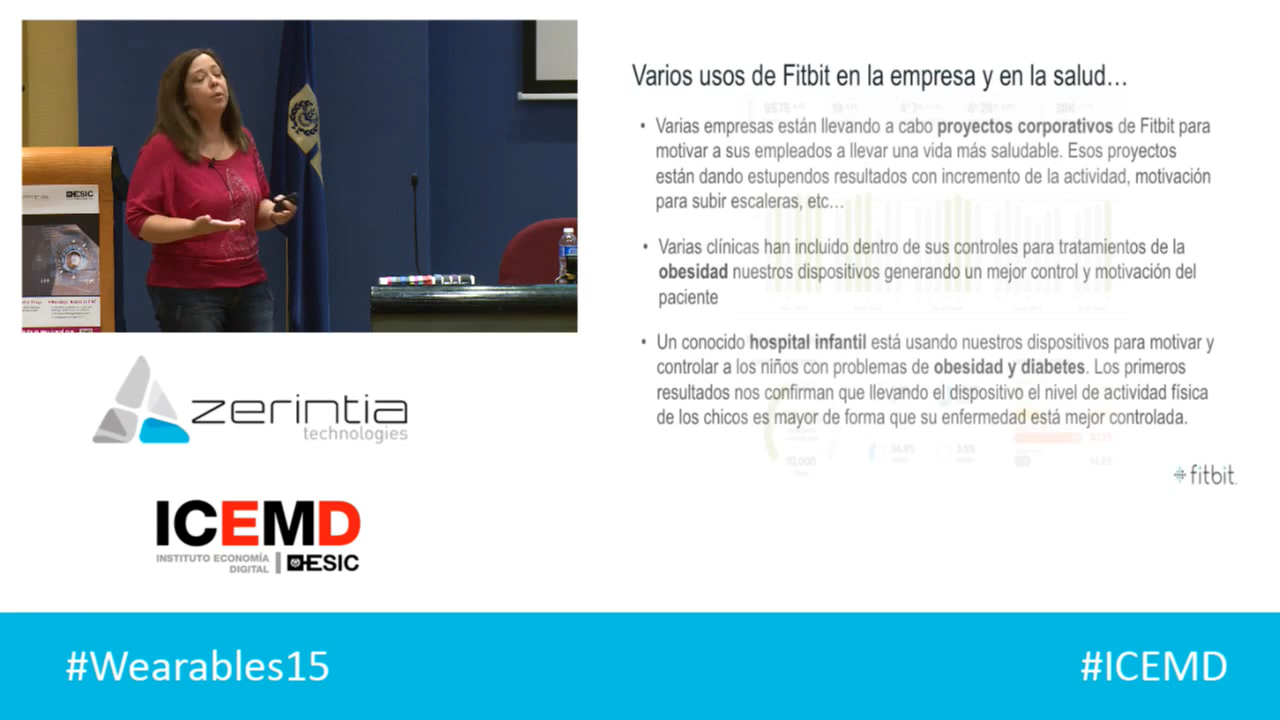 Varios usos de Fitbit en la empresa y en la salud...
• Varias empresas están llevando a cabo proyectos corporativos de Fitbit para
motivar a sus empleados a llevar una vida más saludable. Esos proyectos
están dando estupendos resultados con incremento de la actividad, motivación
para subir escaleras, etc...
• Varias clínicas han incluido dentro de sus controles para tratamientos de la
obesidad nuestros dispositivos generando un mejor control y motivación del
paciente
• Un conocido hospital infantil está usando nuestros dispositivos para motivar y
controlar a los niños con problemas de obesidad y diabetes. Los primeros
resultados nos confirman que llevando el dispositivo el nivel de actividad física
de los chicos es mayor de forma que su enfermedad está mejor controlada.
10,000
fitbit
ESIC
zerintia
technologies
ICEMD
INSTITUTO ECONOMÍA
DIGITAL
ESIC
#Wearables15
#ICEMD